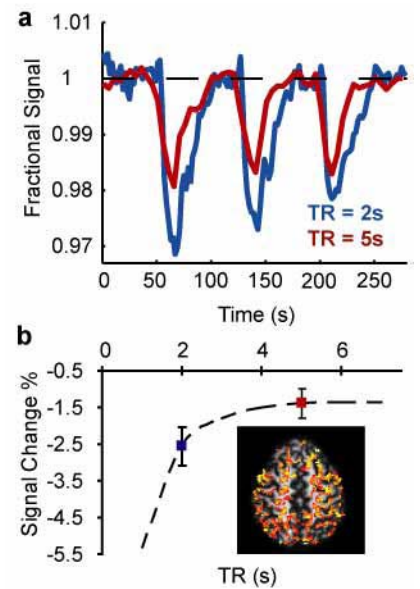 a
1.01
1
0.99
0.98
0.97
Fractional Signal
TR = 2s
TR = 5s
0 50 100 150 200 250
Time (s)
b
0 2 4 6
-0.5
-1.5
-2.5
-3.5
-4.5
-5.5
Signal Change %
TR (s)